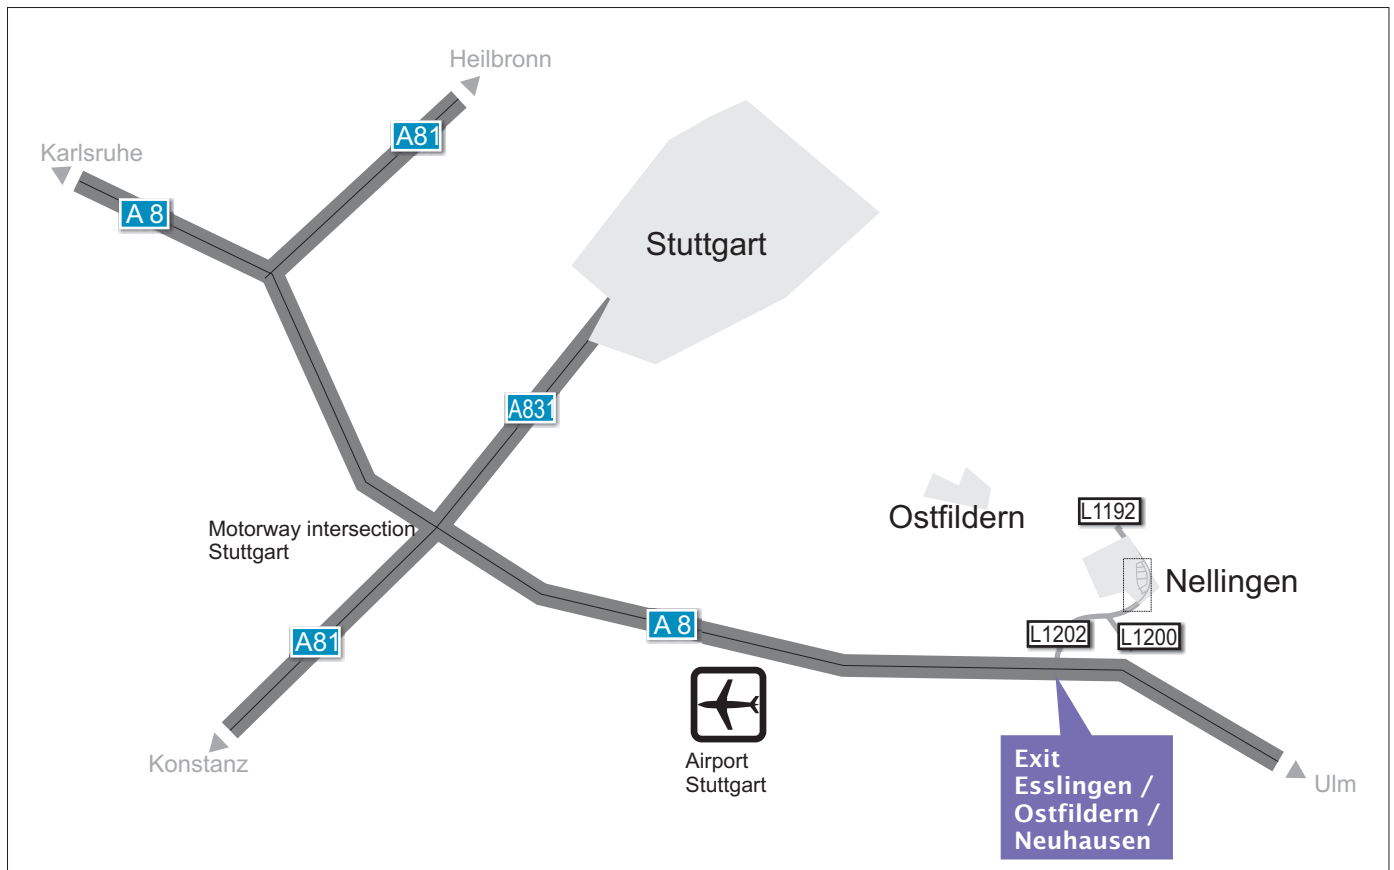 Heilbronn
A81
Karlsruhe
A 8
Stuttgart
A831
Ostfildern
L1192
Motorway intersection
Stuttgart
Nellingen
A 8
L1202
L1200
A81
Airport
Stuttgart
Konstanz
Exit
Esslingen /
Ostfildern /
Neuhausen
Ulm